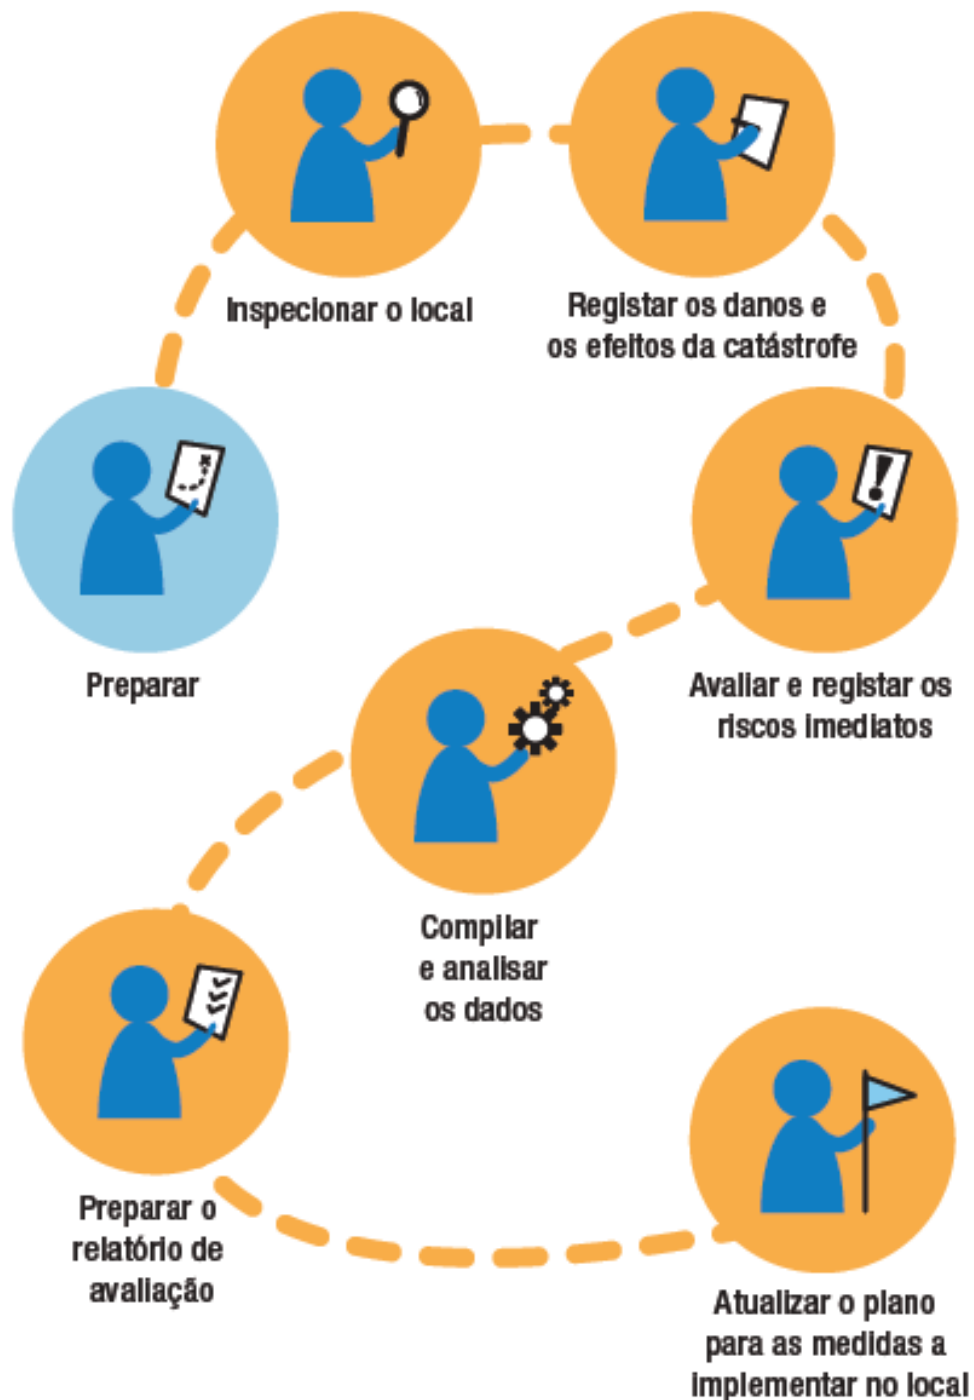 Preparar
Inspecionar o local
Registar os danos e
os efeitos da catástrofe
Avaliar e registar os
riscos imediatos
Compilar
e analisar
os dados
Preparar o
relatório de
avaliação
Atualizar o plano
para as medidas a
implementar no local